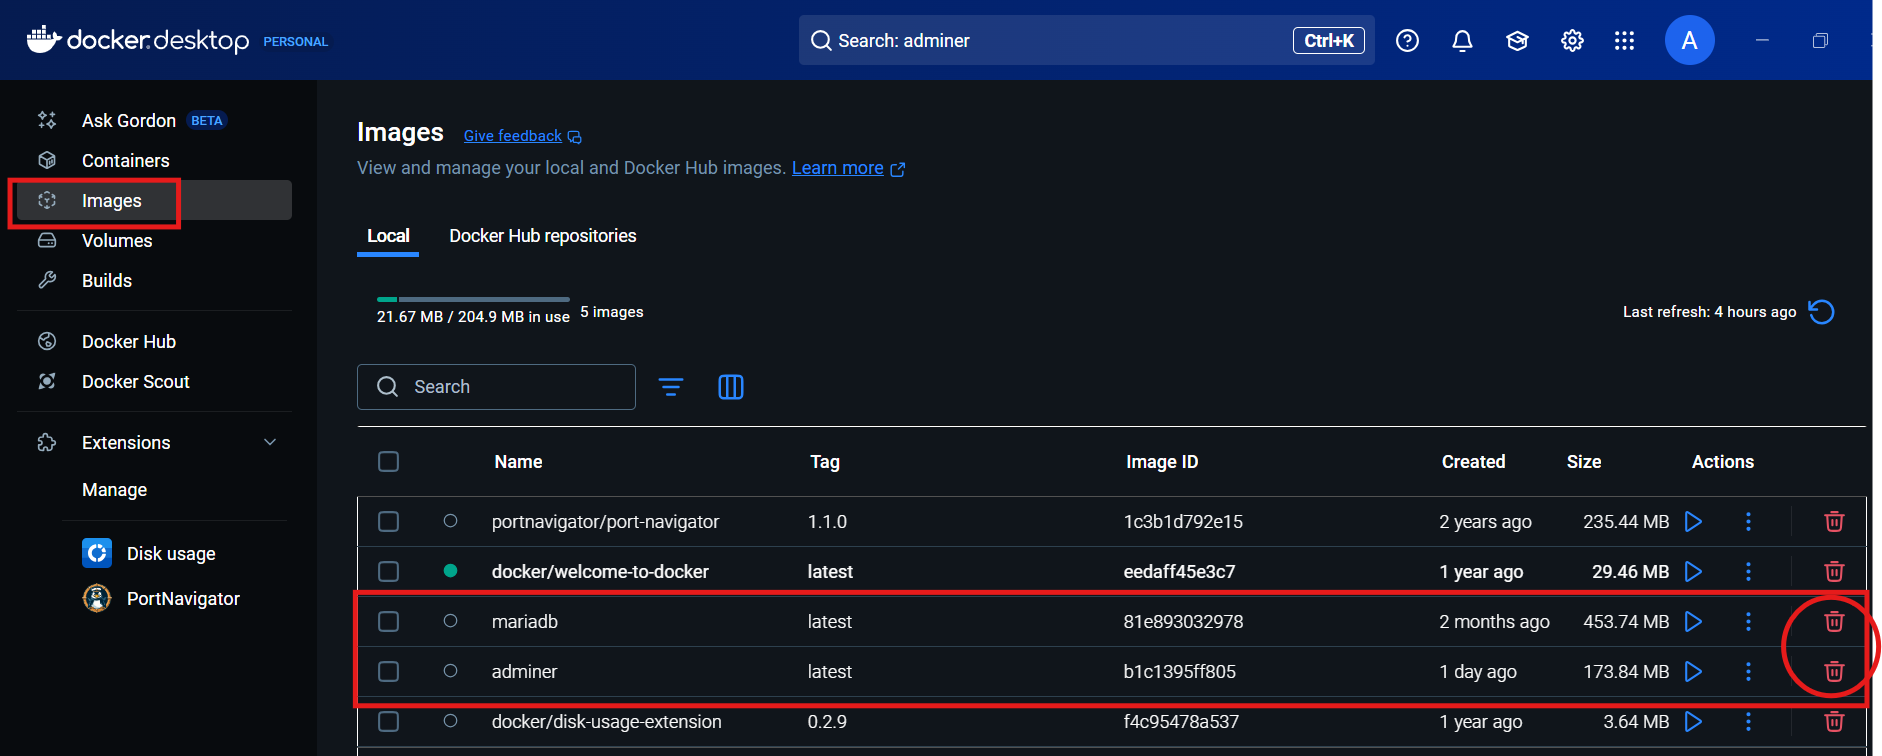 docker.desktop PERSONAL
Search: adminer Ctrl+K
A
Ask Gordon BETA
Containers
Images
Volumes
Builds
Docker Hub
Docker Scout
Extensions
Manage
Disk usage
PortNavigator
Images Give feedback
View and manage your local and Docker Hub images. Learn more
Local Docker Hub repositories
21.67 MB / 204.9 MB in use 5 images
Last refresh: 4 hours ago
Search
Name Tag Image ID Created Size Actions
portnavigator/port-navigator 1.1.0 1c3b1d792e15 2 years ago 235.44 MB
docker/welcome-to-docker latest eedaff45e3c7 1 year ago 29.46 MB
mariadb latest 81e893032978 2 months ago 453.74 MB
adminer latest b1c1395ff805 1 day ago 173.84 MB
docker/disk-usage-extension 0.2.9 f4c95478a537 1 year ago 3.64 MB